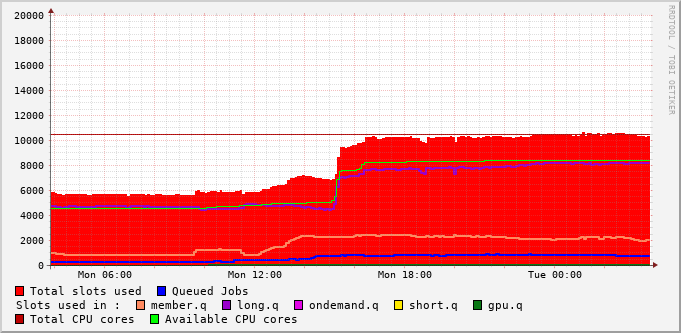 20000
18000
16000
14000
12000
10000
8000
6000
4000
2000
0
Mon 06:00 Mon 12:00 Mon 18:00 Tue 00:00
RRDTOOL / TOBI OETIKER
Total slots used Queued Jobs
Slots used in : member.q long.q ondemand.q short.q gpu.q
Total CPU cores Available CPU cores